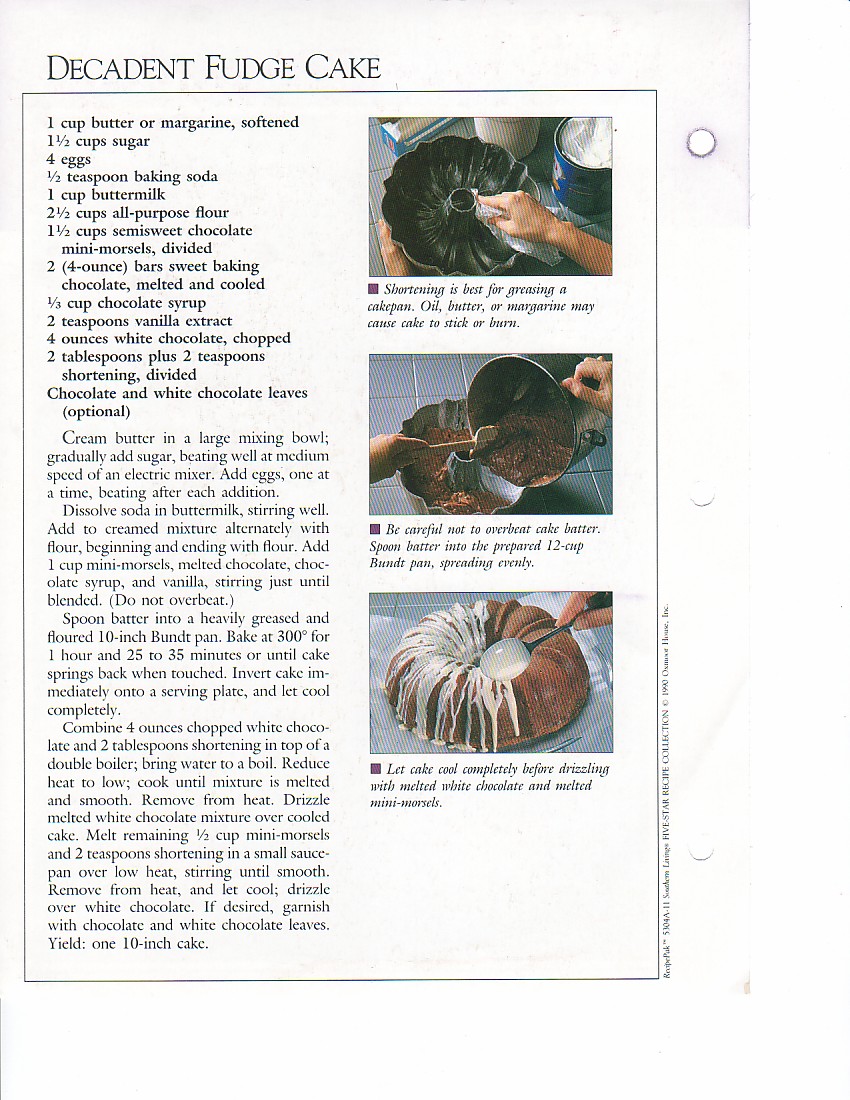 DECADENT FUDGE CAKE
1 cup butter or margarine, softened
1½ cups sugar
4 eggs
½ teaspoon baking soda
1 cup buttermilk
2½ cups all-purpose flour
1½ cups semisweet chocolate
mini-morsels, divided
2 (4-ounce) bars sweet baking
chocolate, melted and cooled
⅓ cup chocolate syrup
2 teaspoons vanilla extract
4 ounces white chocolate, chopped
2 tablespoons plus 2 teaspoons
shortening, divided
Chocolate and white chocolate leaves
(optional)
Cream butter in a large mixing bowl;
gradually add sugar, beating well at medium
speed of an electric mixer. Add eggs, one at
a time, beating after each addition.
Dissolve soda in buttermilk, stirring well.
Add to creamed mixture alternately with
flour, beginning and ending with flour. Add
1 cup mini-morsels, melted chocolate, choc-
olate syrup, and vanilla, stirring just until
blended. (Do not overbeat.)
Spoon batter into a heavily greased and
floured 10-inch Bundt pan. Bake at 300° for
1 hour and 25 to 35 minutes or until cake
springs back when touched. Invert cake im-
mediately onto a serving plate, and let cool
completely.
Combine 4 ounces chopped white choco-
late and 2 tablespoons shortening in top of a
double boiler; bring water to a boil. Reduce
heat to low; cook until mixture is melted
and smooth. Remove from heat. Drizzle
melted white chocolate mixture over cooled
cake. Melt remaining ½ cup mini-morsels
and 2 teaspoons shortening in a small sauce-
pan over low heat, stirring until smooth.
Remove from heat, and let cool; drizzle
over white chocolate. If desired, garnish
with chocolate and white chocolate leaves.
Yield: one 10-inch cake.
■ Shortening is best for greasing a
cakepan. Oil, butter, or margarine may
cause cake to stick or burn.
■ Be careful not to overbeat cake batter.
Spoon batter into the prepared 12-cup
Bundt pan, spreading evenly.
■ Let cake cool completely before drizzling
with melted white chocolate and melted
mini-morsels.
RecipePak™ 5304A-11 Southern Livings FIVE-STAR RECIPE COLLECTION © 1990 Oxmoor House, Inc.